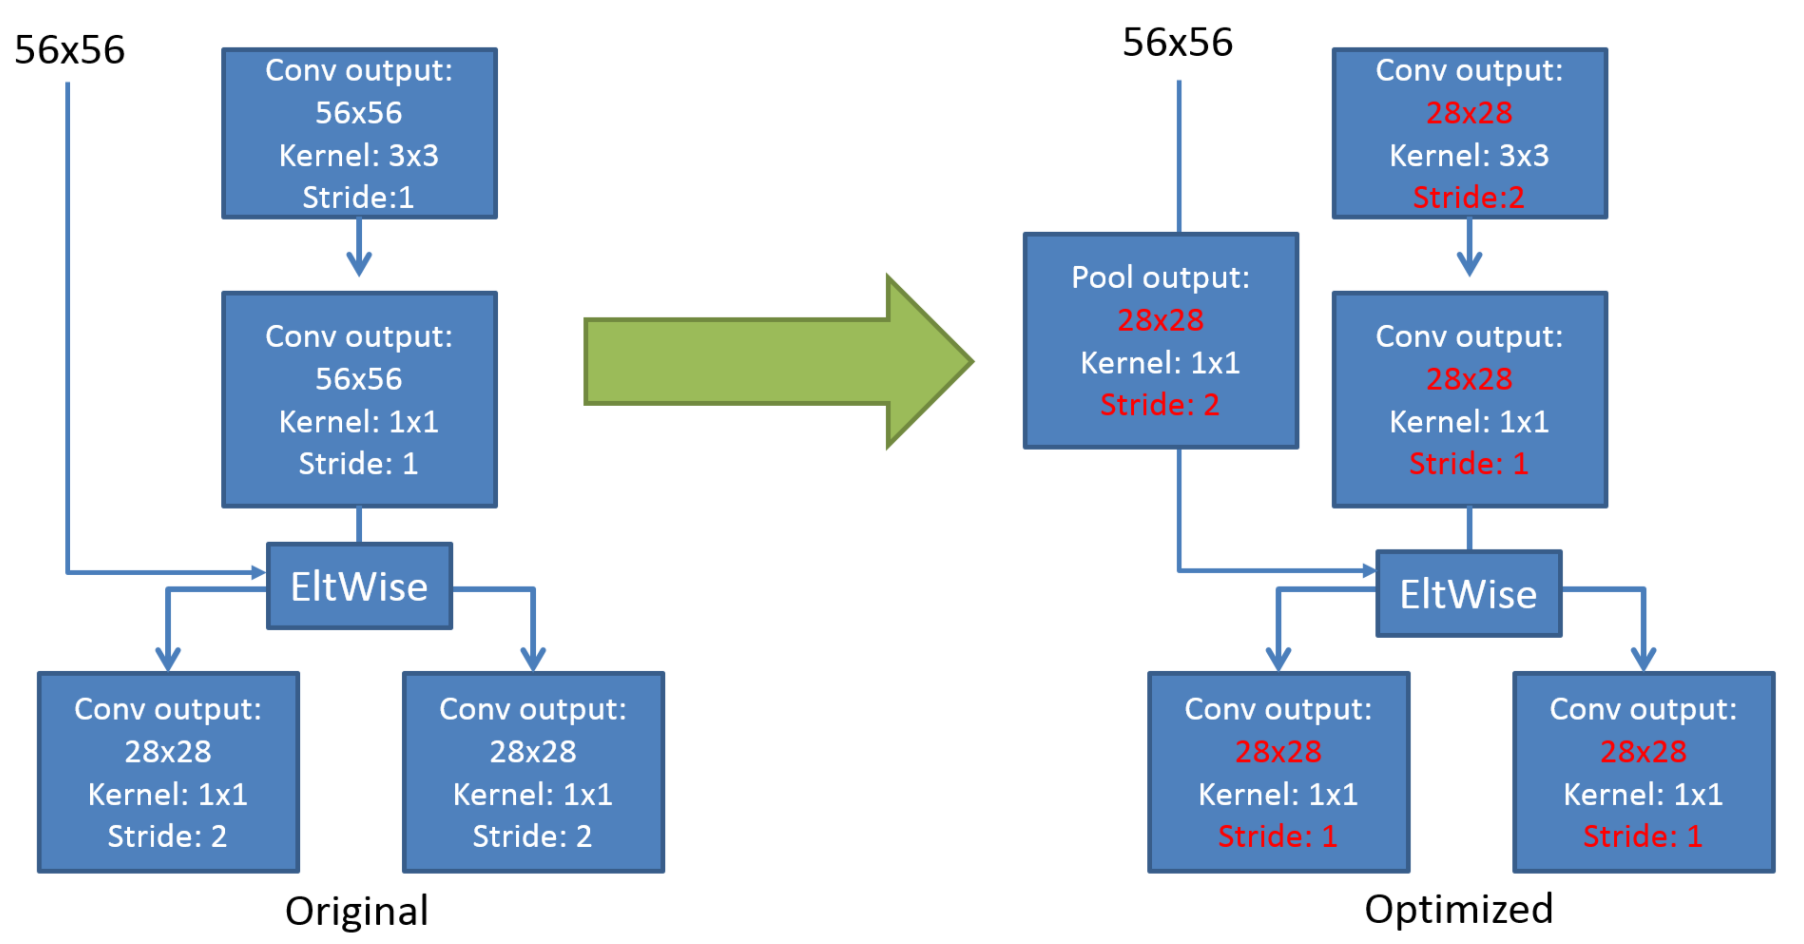 56x56
Conv output:
56x56
Kernel: 3x3
Stride:1
Conv output:
56x56
Kernel: 1x1
Stride: 1
EltWise
Conv output:
28x28
Kernel: 1x1
Stride: 2
Conv output:
28x28
Kernel: 1x1
Stride: 2
Original
56x56
Conv output:
28x28
Kernel: 3x3
Stride:2
Pool output:
28x28
Kernel: 1x1
Stride: 2
Conv output:
28x28
Kernel: 1x1
Stride: 1
EltWise
Conv output:
28x28
Kernel: 1x1
Stride: 1
Conv output:
28x28
Kernel: 1x1
Stride: 1
Optimized